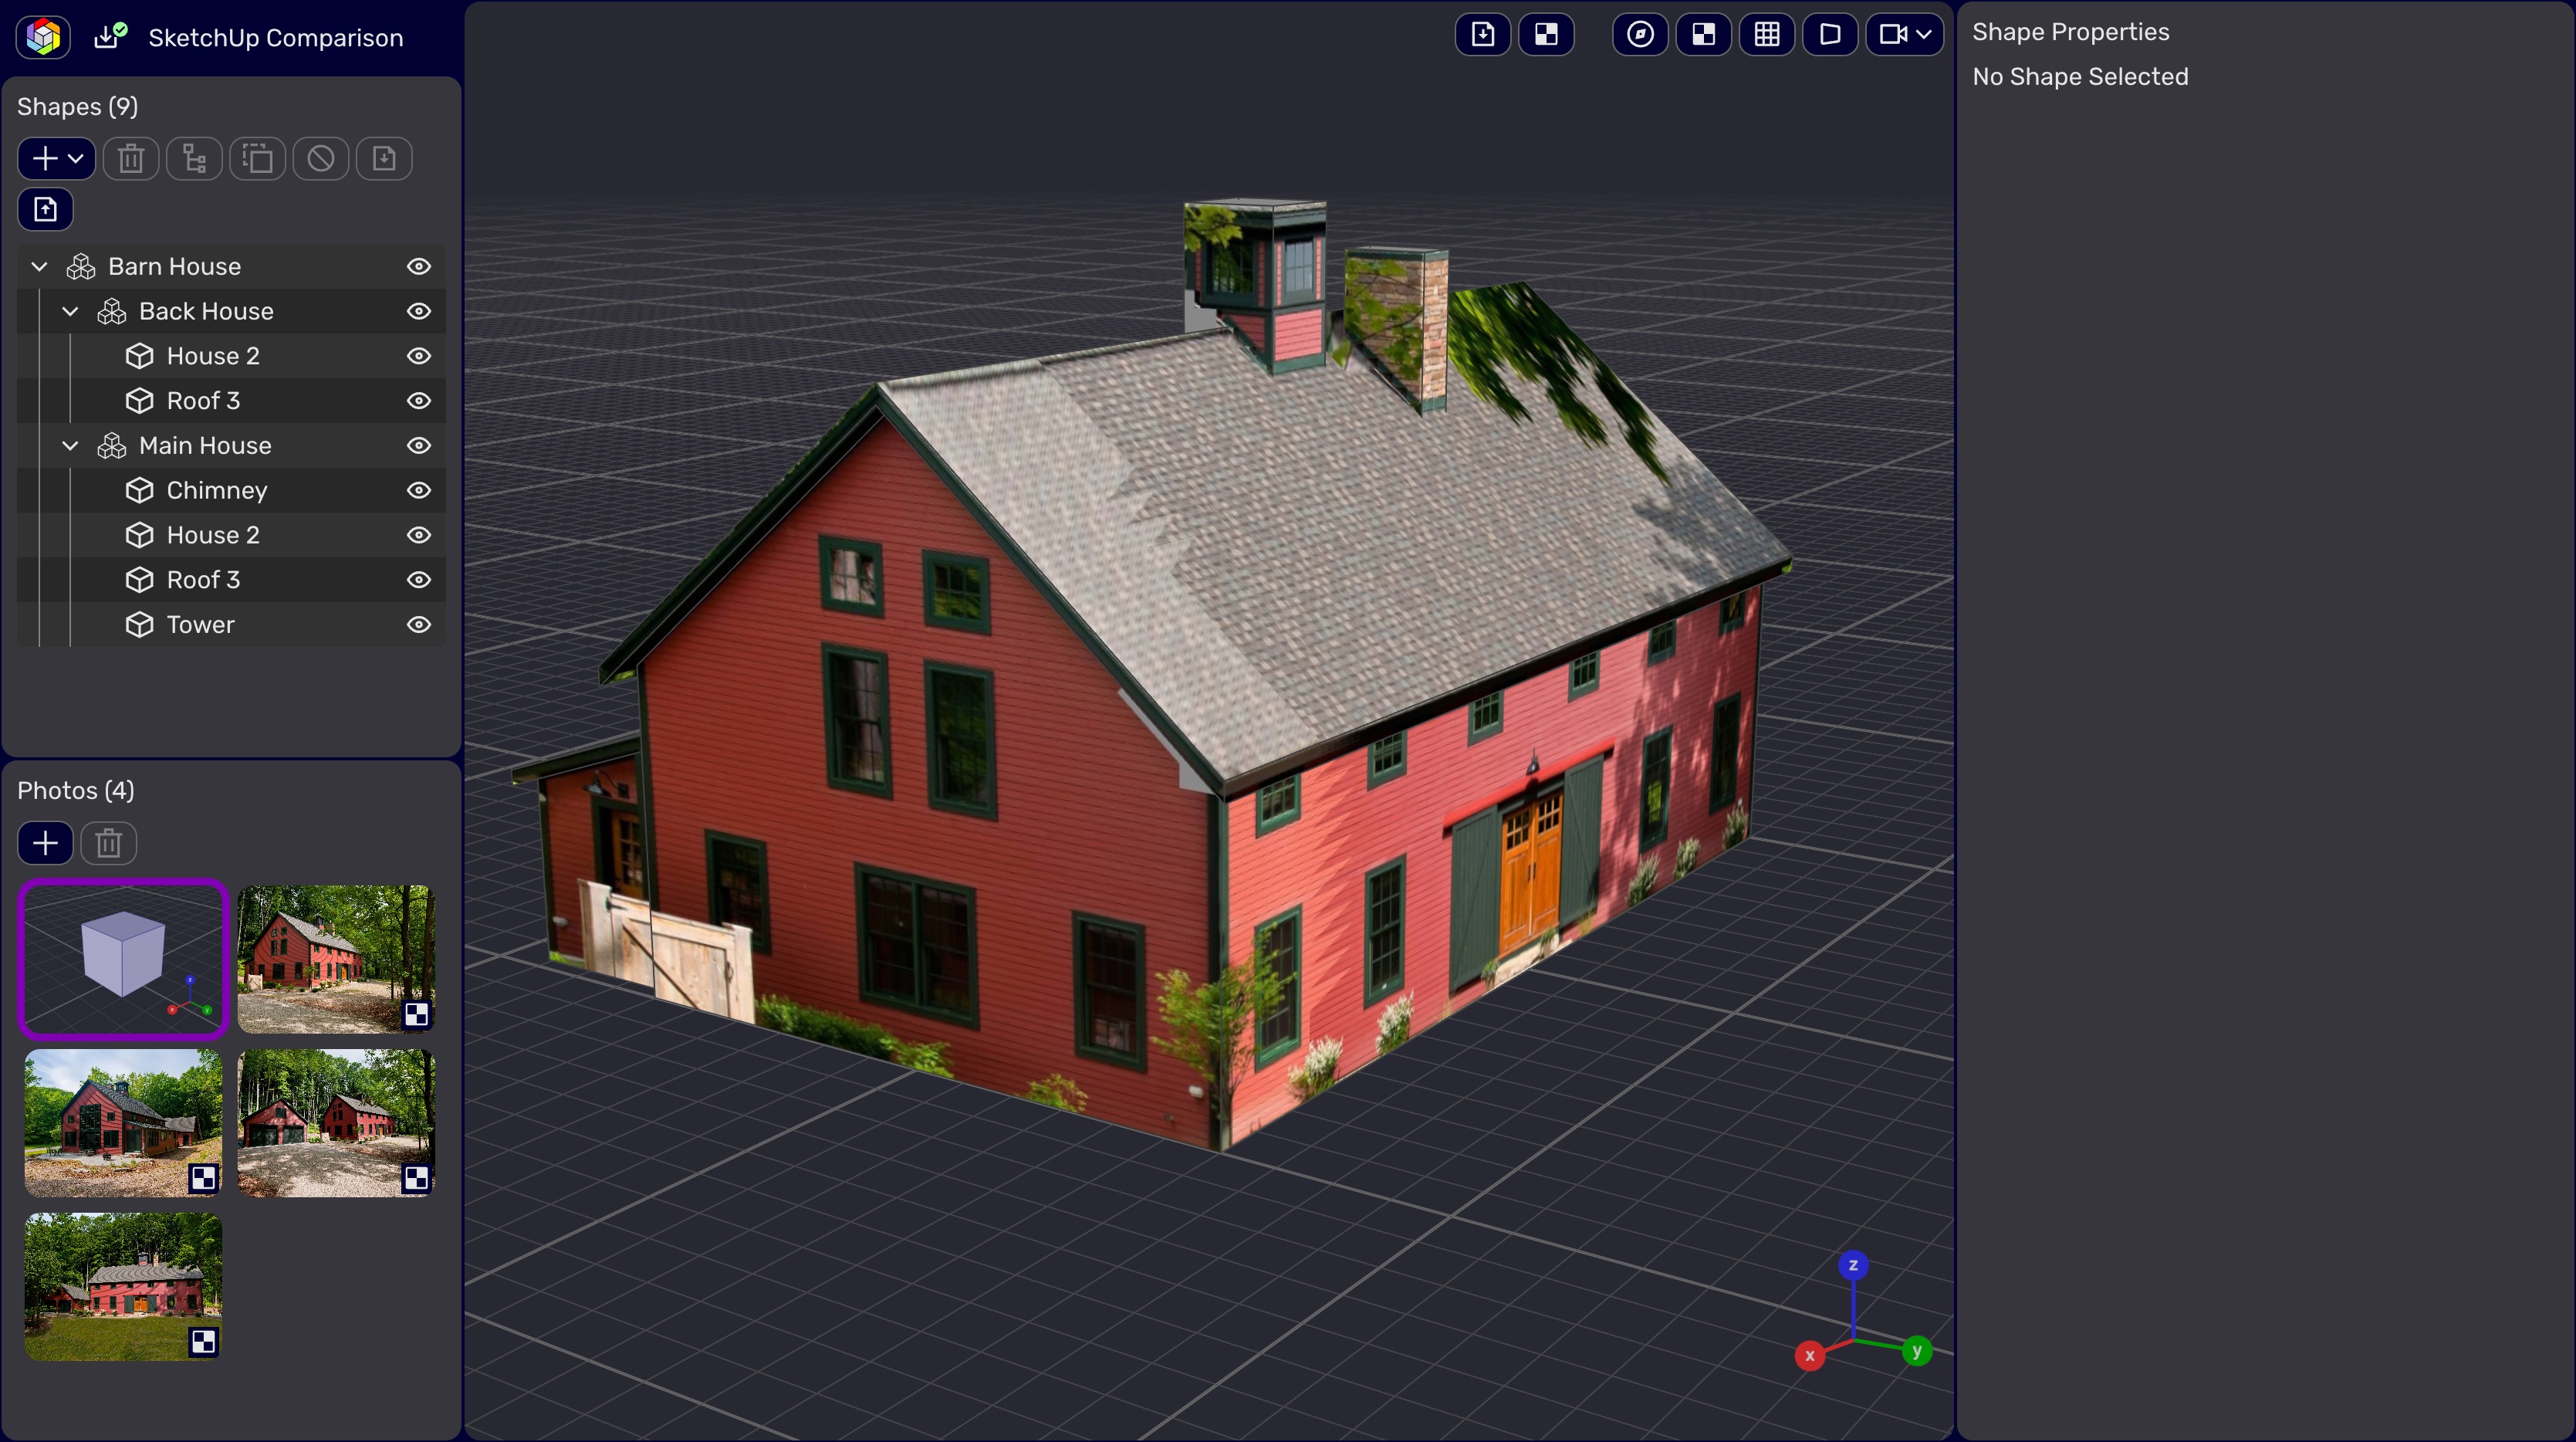 SketchUp Comparison
Shapes (9)
Barn House
Back House
House 2
Roof 3
Main House
Chimney
House 2
Roof 3
Tower
Photos (4)
Shape Properties
No Shape Selected
z
x
y